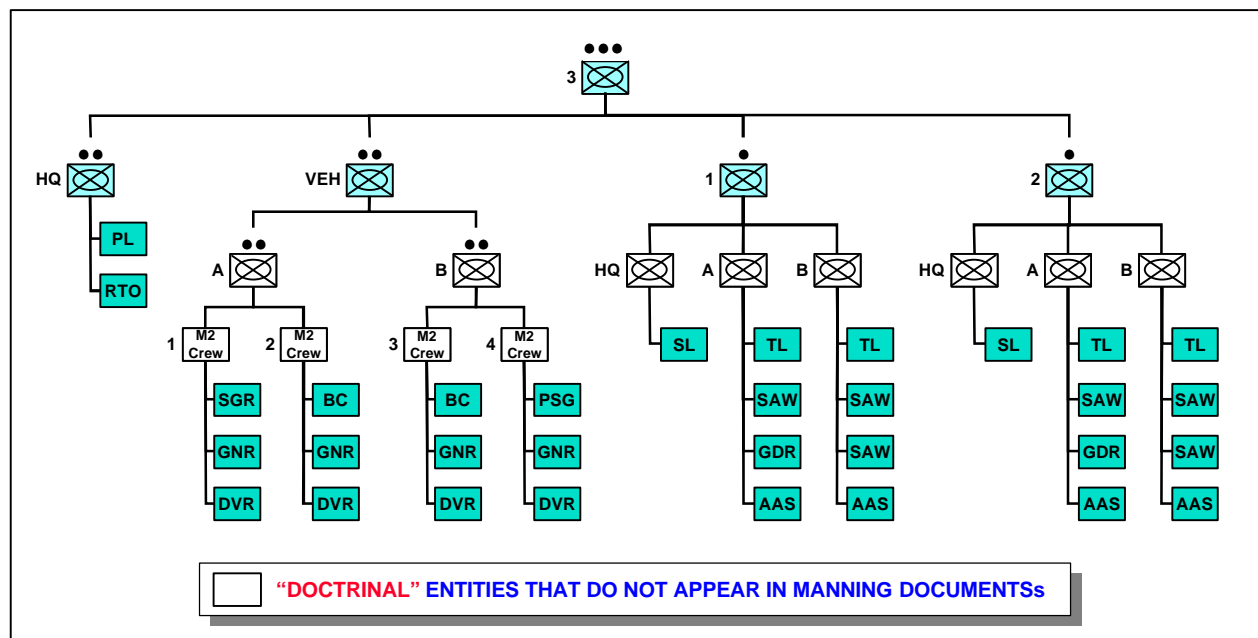 3
HQ
VEH
1
2
PL
RTO
A
B
HQ
A
B
HQ
A
B
1
M2
Crew
2
M2
Crew
3
M2
Crew
4
M2
Crew
SL
TL
TL
SL
TL
TL
SGR
BC
BC
PSG
SAW
SAW
SAW
SAW
GNR
GNR
GNR
GNR
GDR
SAW
GDR
SAW
DVR
DVR
DVR
DVR
AAS
AAS
AAS
AAS
“DOCTRINAL” ENTITIES THAT DO NOT APPEAR IN MANNING DOCUMENTSs